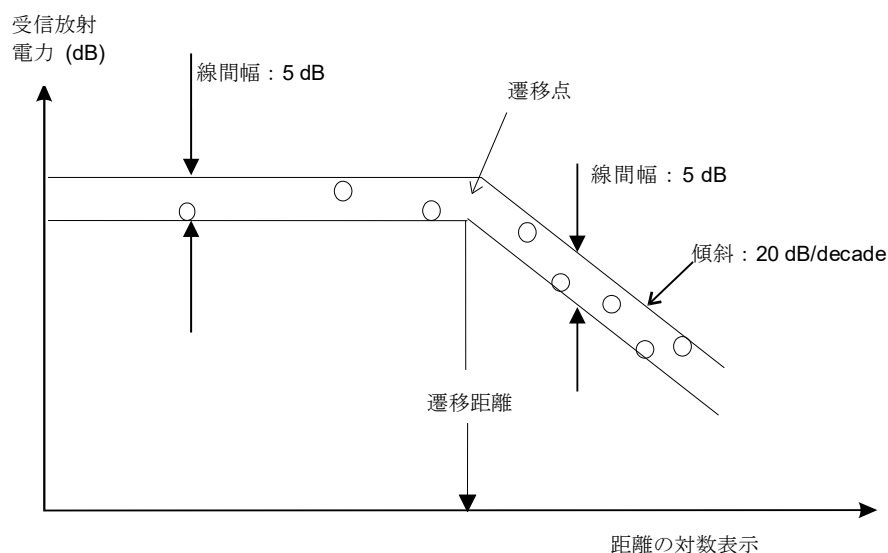 受信放射
電力 (dB)
線間幅：5 dB
遷移点
線間幅：5 dB
傾斜：20 dB/decade
遷移距離
距離の対数表示